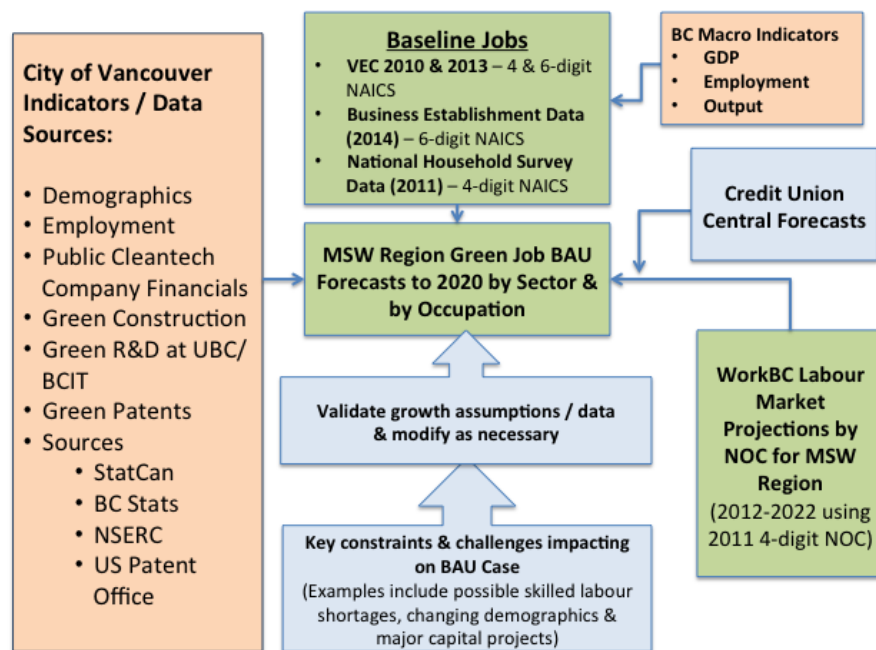 City of Vancouver
Indicators / Data
Sources:
• Demographics
• Employment
• Public Cleantech
Company Financials
• Green Construction
• Green R&D at UBC/
BCIT
• Green Patents
• Sources
• StatCan
• BC Stats
• NSERC
• US Patent
Office
Baseline Jobs
• VEC 2010 & 2013 – 4 & 6-digit
NAICS
• Business Establishment Data
(2014) – 6-digit NAICS
• National Household Survey
Data (2011) – 4-digit NAICS
BC Macro Indicators
• GDP
• Employment
• Output
Credit Union
Central Forecasts
MSW Region Green Job BAU
Forecasts to 2020 by Sector &
by Occupation
Validate growth assumptions / data
& modify as necessary
Key constraints & challenges impacting
on BAU Case
(Examples include possible skilled labour
shortages, changing demographics &
major capital projects)
WorkBC Labour
Market
Projections by
NOC for MSW
Region
(2012-2022 using
2011 4-digit NOC)